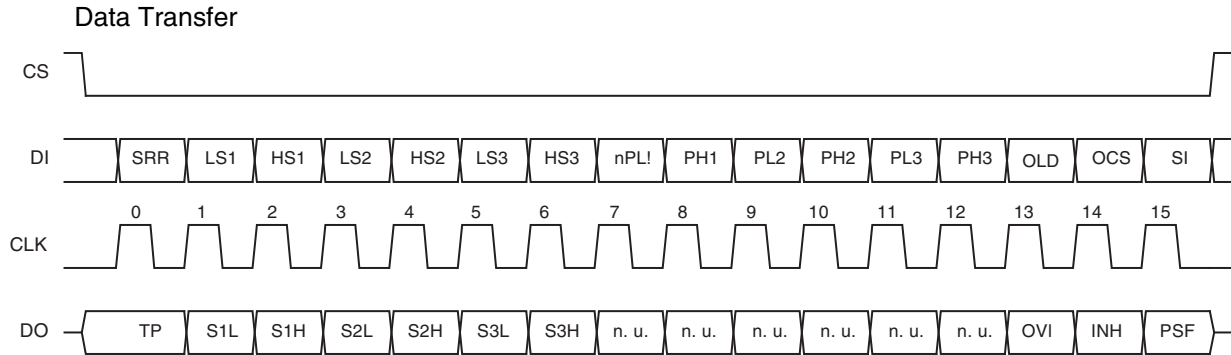 Data Transfer
CS
DI SRR LS1 HS1 LS2 HS2 LS3 HS3 nPL! PH1 PL2 PH2 PL3 PH3 OLD OCS SI
0 1 2 3 4 5 6 7 8 9 10 11 12 13 14 15
CLK
DO TP S1L S1H S2L S2H S3L S3H n. u. n. u. n. u. n. u. n. u. n. u. OVI INH PSF